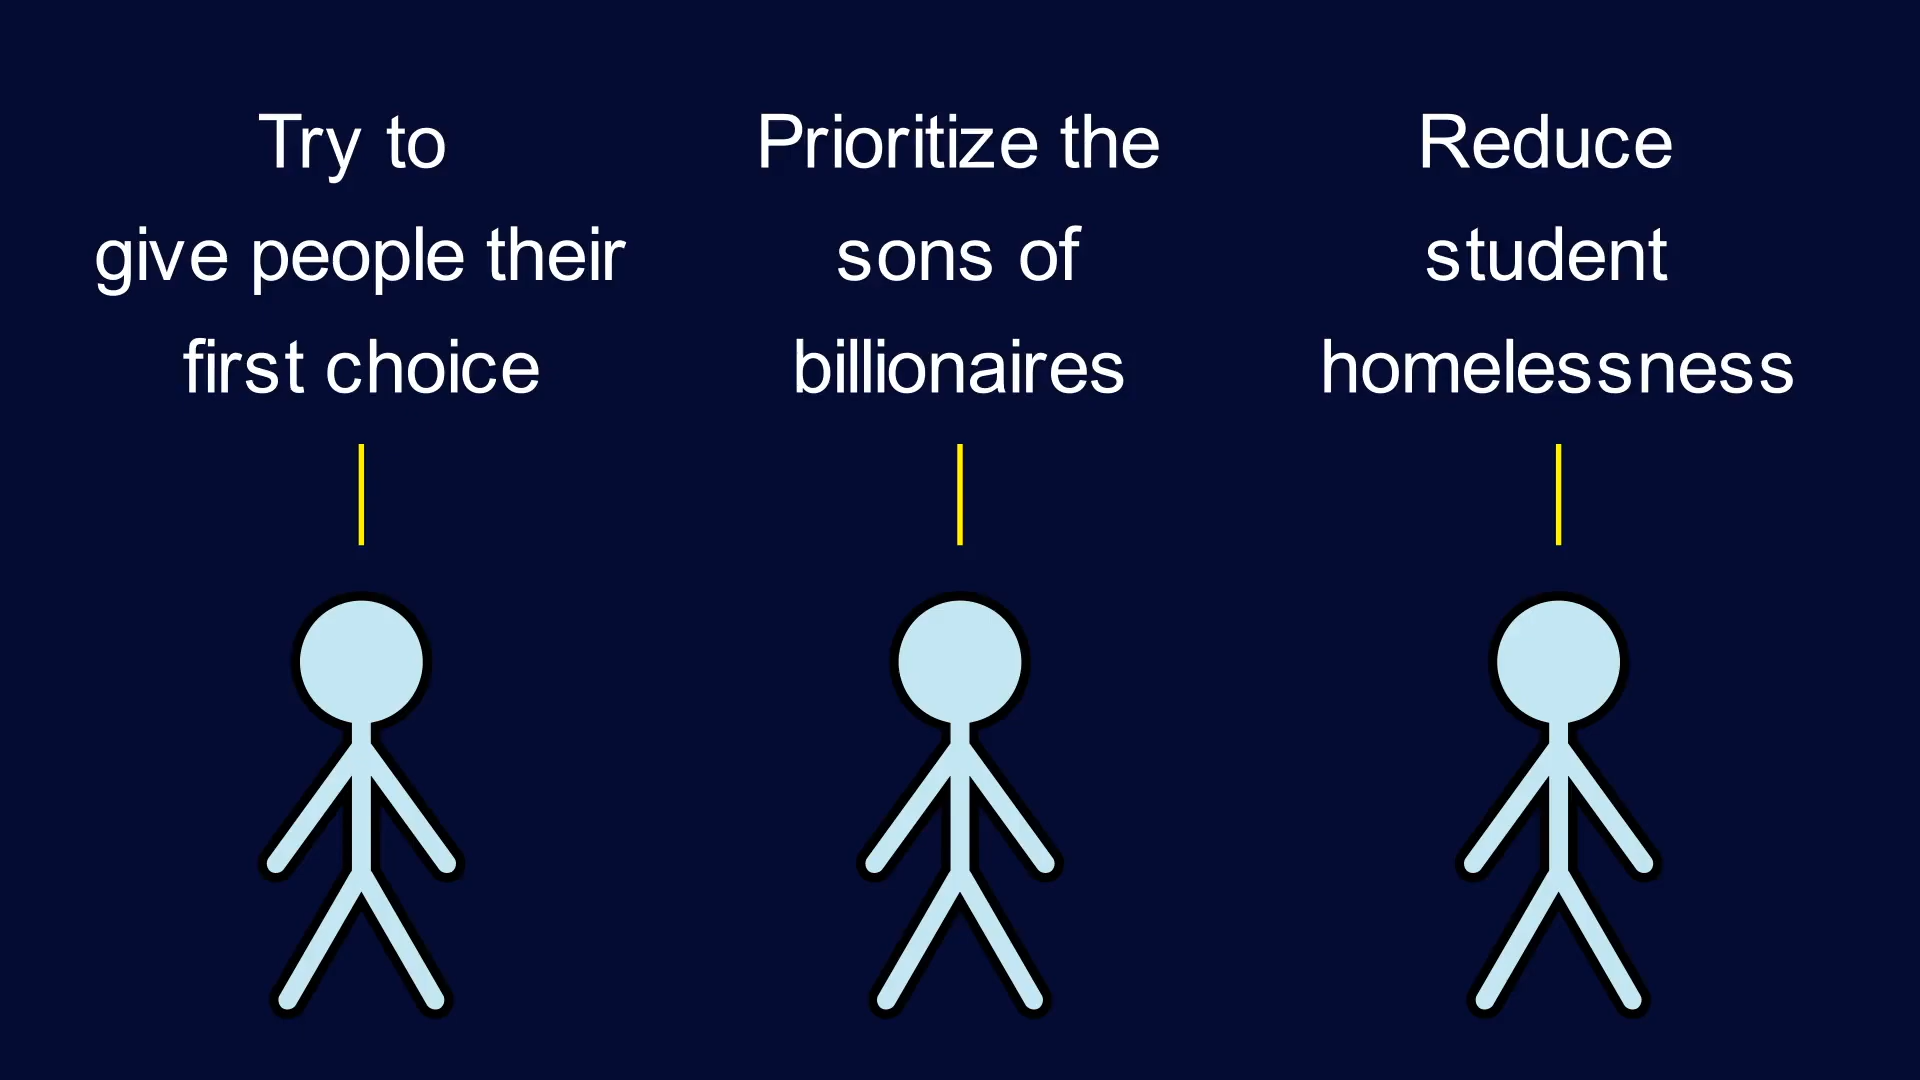 Try to
give people their
first choice
Prioritize the
sons of
billionaires
Reduce
student
homelessness